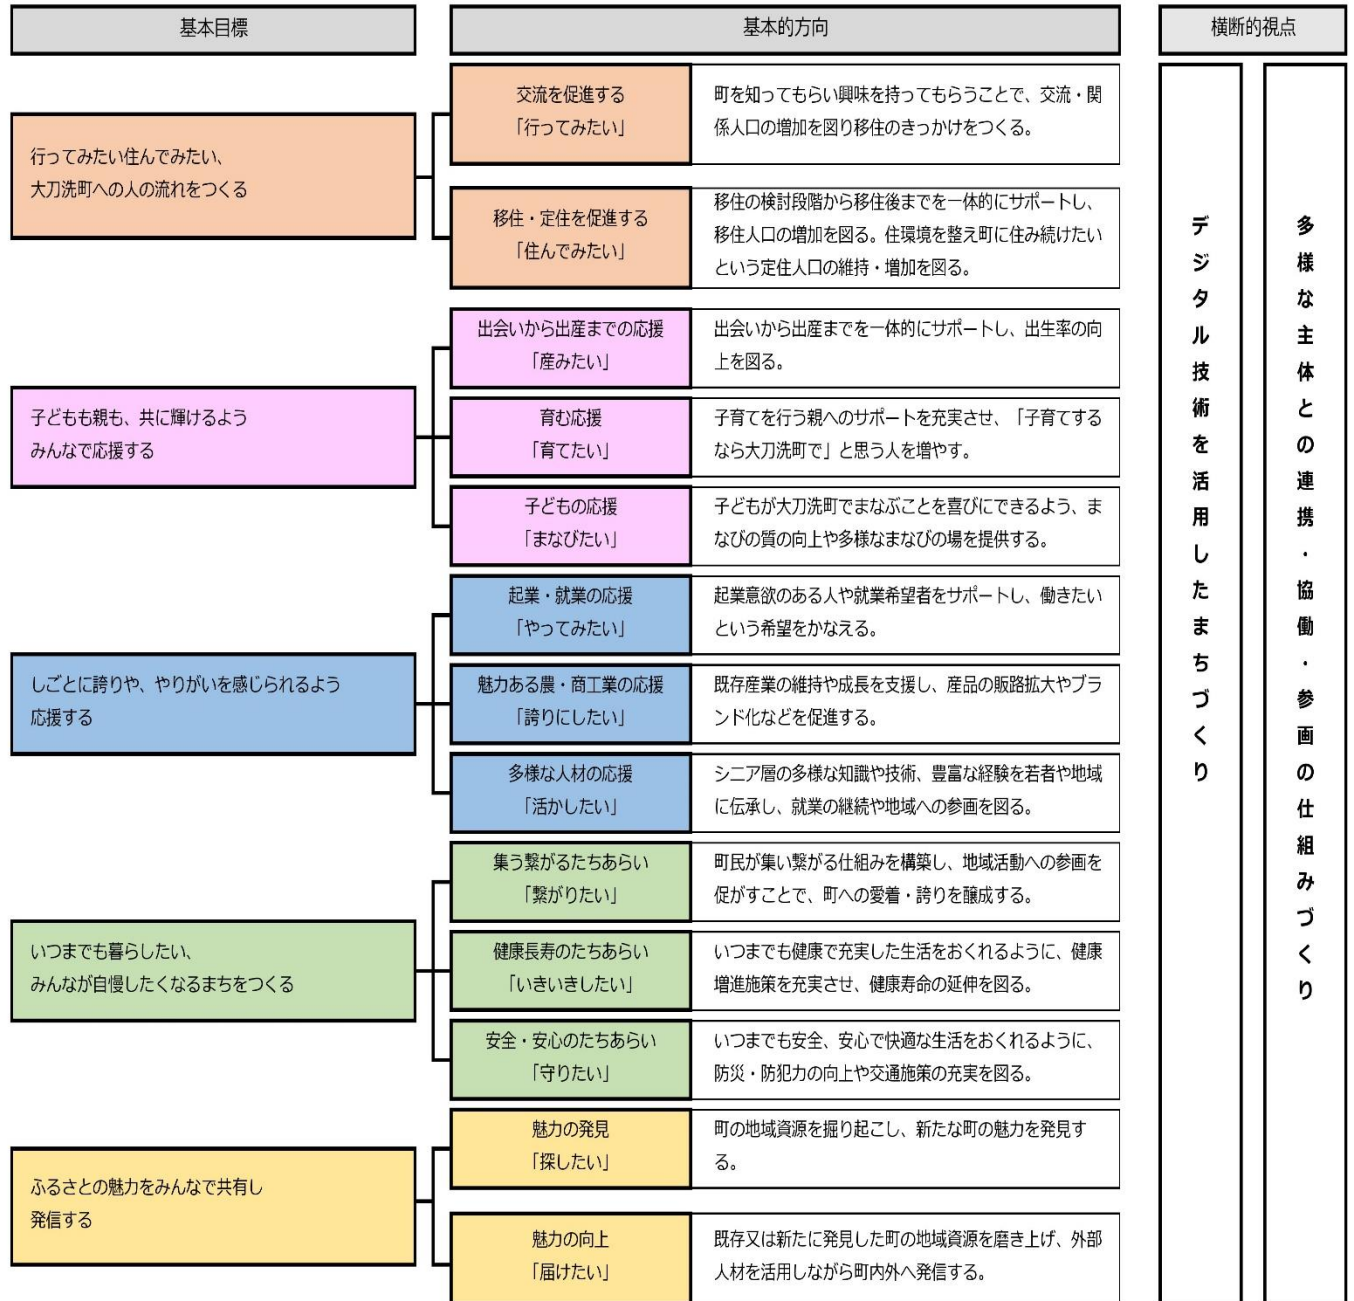 基本目標
基本的方向
横断的視点
行ってみたい住んでみたい、
大刀洗町への人の流れをつくる
交流を促進する
「行ってみたい」
町を知ってもらい興味を持ってもらうことで、交流・関
係人口の増加を図り移住のきっかけをつくる。
移住・定住を促進する
「住んでみたい」
移住の検討段階から移住後までを一体的にサポートし、
移住人口の増加を図る。住環境を整え町に住み続けたい
という定住人口の維持・増加を図る。
子どもも親も、共に輝けるよう
みんなで応援する
出会いから出産までの応援
「産みたい」
出会いから出産までを一体的にサポートし、出生率の向
上を図る。
育む応援
「育てたい」
子育てを行う親へのサポートを充実させ、「子育てする
なら大刀洗町で」と思う人を増やす。
子どもの応援
「まなびたい」
子どもが大刀洗町でまなぶことを喜びにできるよう、ま
なびの質の向上や多様なまなびの場を提供する。
しごとに誇りや、やりがいを感じられるよう
応援する
起業・就業の応援
「やってみたい」
起業意欲のある人や就業希望者をサポートし、働きたい
という希望をかなえる。
魅力ある農・商工業の応援
「誇りにしたい」
既存産業の維持や成長を支援し、産品の販路拡大やブラ
ンド化などを促進する。
多様な人材の応援
「活かしたい」
シニア層の多様な知識や技術、豊富な経験を若者や地域
に伝承し、就業の継続や地域への参画を図る。
いつまでも暮らしたい、
みんなが自慢したくなるまちをつくる
集う繋がるたちあらい
「繋がりたい」
町民が集い繋がる仕組みを構築し、地域活動への参画を
促がすことで、町への愛着・誇りを醸成する。
健康長寿のたちあらい
「いきいきしたい」
いつまでも健康で充実した生活をおくれるように、健康
増進施策を充実させ、健康寿命の延伸を図る。
安全・安心のたちあらい
「守りたい」
いつまでも安全、安心で快適な生活をおくれるように、
防災・防犯力の向上や交通施策の充実を図る。
ふるさとの魅力をみんなで共有し
発信する
魅力の発見
「探したい」
町の地域資源を掘り起こし、新たな町の魅力を発見す
る。
魅力の向上
「届けたい」
既存又は新たに発見した町の地域資源を磨き上げ、外部
人材を活用しながら町内外へ発信する。
デジタル技術を活用したまちづくり
多様な主体との連携・協働・参画の仕組みづくり